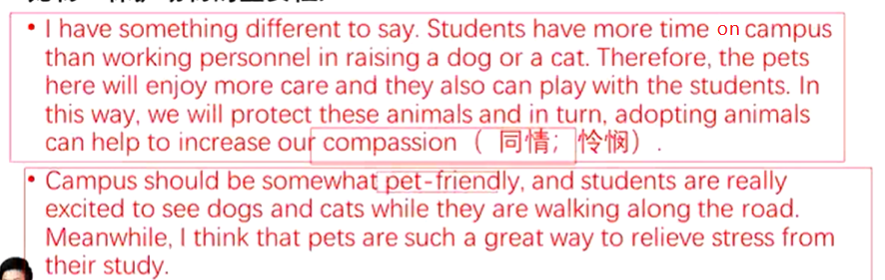 • I have something different to say. Students have more time on campus
than working personnel in raising a dog or a cat. Therefore, the pets
here will enjoy more care and they also can play with the students. In
this way, we will protect these animals and in turn, adopting animals
can help to increase our compassion （ 同情；怜悯）.
• Campus should be somewhat pet-friendly, and students are really
excited to see dogs and cats while they are walking along the road.
Meanwhile, I think that pets are such a great way to relieve stress from
their study.